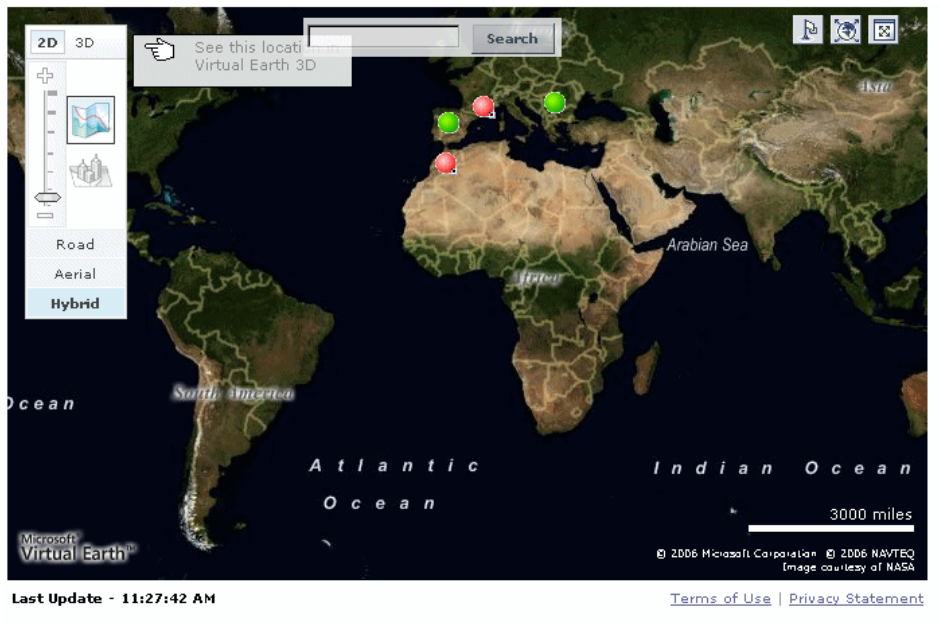 2D 3D
See this locati in
Virtual Earth 3D
Search
Road
Aerial
Hybrid
Asia
Arabian Sea
Africa
South America
Ocean
Atlantic
Ocean
Indian Ocean
3000 miles
Microsoft
Virtual Earth™
© 2006 Microsoft Corporation © 2006 NAVTEQ
Image courtesy of NASA
Last Update - 11:27:42 AM
Terms of Use | Privacy Statement